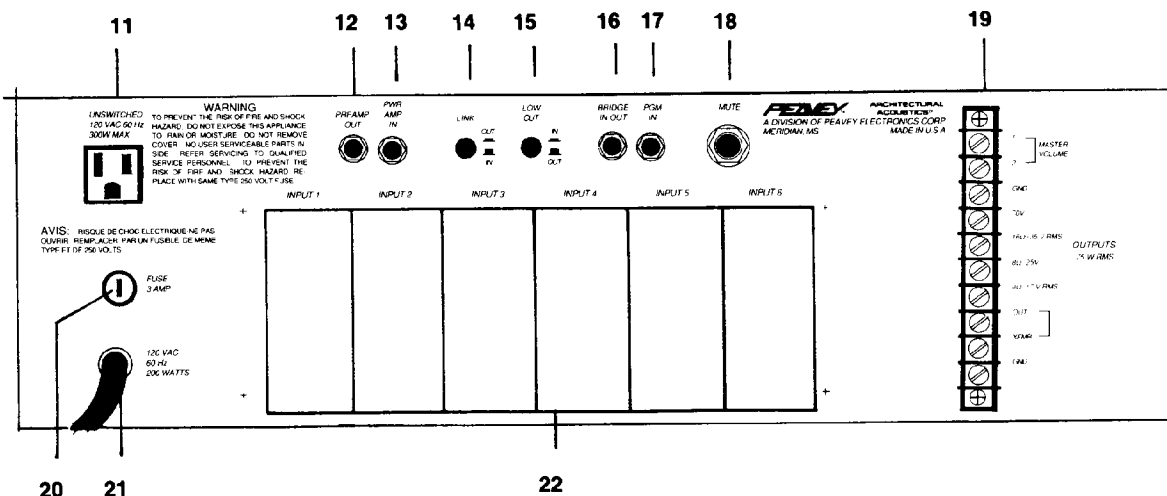 11
12
13
14
15
16
17
18
19
UNSWITCHED
120 VAC 60 Hz
300W MAX
WARNING
TO PREVENT THE RISK OF FIRE AND SHOCK
HAZARD, DO NOT EXPOSE THIS APPLIANCE
TO RAIN OR MOISTURE. DO NOT REMOVE
COVER. NO USER SERVICEABLE PARTS IN
SIDE. REFER SERVICING TO QUALIFIED
SERVICE PERSONNEL. TO PREVENT THE
RISK OF FIRE AND SHOCK HAZARD RE-
PLACE WITH SAME TYPE 250 VOLT FUSE.
PREAMP
OUT
PWR
AMP
IN
LINK
OUT
IN
LOW
CUT
IN
OUT
BRIDGE
IN OUT
PGM
IN
MUTE
PEAVEY
ARCHITECTURAL
ACOUSTICS
A DIVISION OF PEAVEY ELECTRONICS CORP
MERIDIAN, MS
MADE IN U.S.A
INPUT 1
INPUT 2
INPUT 3
INPUT 4
INPUT 5
INPUT 6
AVIS: RISQUE DE CHOC ELECTRIQUE-NE PAS
OUVRIR. REMPLACER PAR UN FUSIBLE DE MEME
TYPE ET DE 250 VOLTS
FUSE
3 AMP
120 VAC
60 Hz
200 WATTS
1
2
MASTER
VOLUME
GND
70V
8Ω 25V
OUTPUTS
W RMS
OUT
XFMR
GND
20
21
22